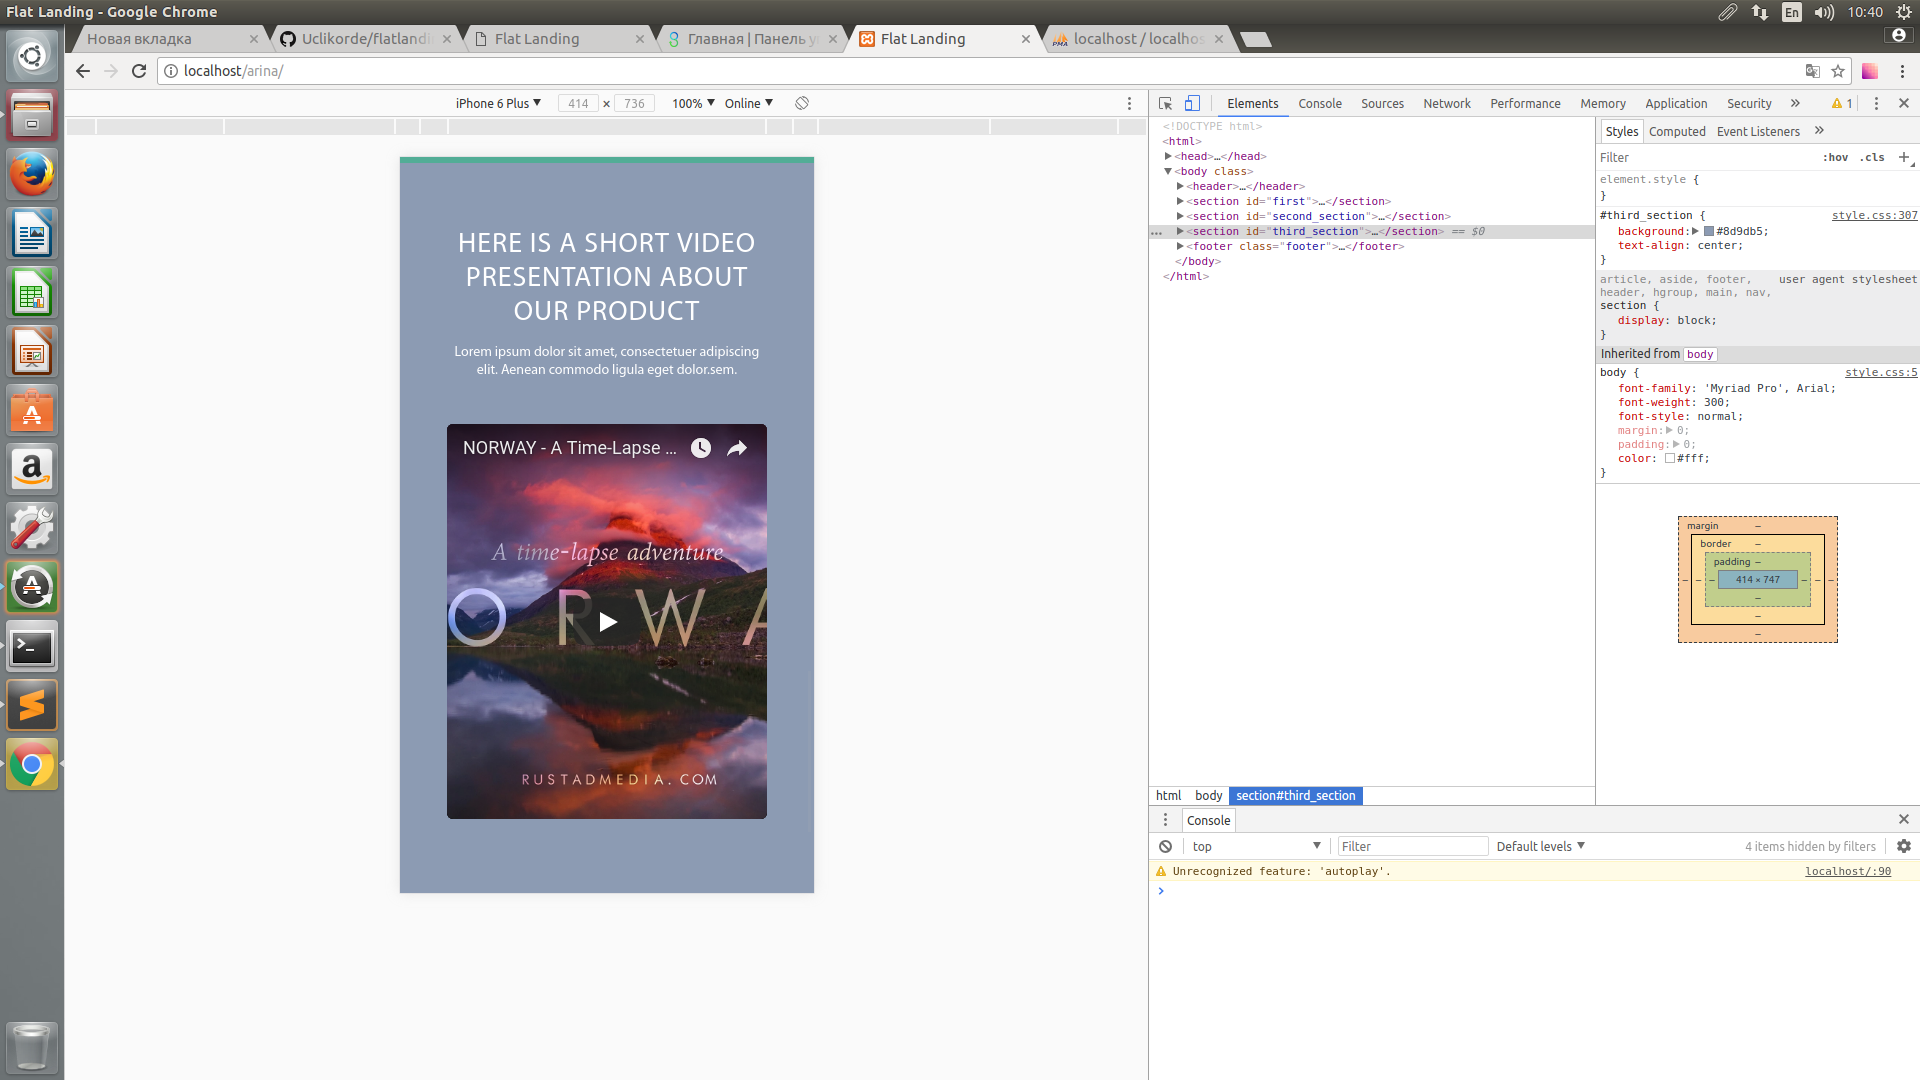 Flat Landing - Google Chrome
En
10:40
Новая вкладка
Uclikorde/flatlandi
Flat Landing
Главная | Панель у
Flat Landing
localhost / localhos
localhost/arina/
iPhone 6 Plus ▼ 414 × 736 100% ▼ Online ▼
Elements Console Sources Network Performance Memory Application Security » 1
<!DOCTYPE html>
<html>
<head>…</head>
<body class>
<header>…</header>
<section id="first">…</section>
<section id="second_section">…</section>
<section id="third_section">…</section> == $0
<footer class="footer">…</footer>
</body>
</html>
html body section#third_section
Styles Computed Event Listeners »
Filter :hov .cls +
element.style {
}
#third_section { style.css:307
background: #8d9db5;
text-align: center;
}
article, aside, footer, user agent stylesheet
header, hgroup, main, nav,
section {
display: block;
}
Inherited from body
body { style.css:5
font-family: 'Myriad Pro', Arial;
font-weight: 300;
font-style: normal;
margin: 0;
padding: 0;
color: #fff;
}
margin –
border –
padding –
– – – 414 × 747 – – –
–
–
–
HERE IS A SHORT VIDEO
PRESENTATION ABOUT
OUR PRODUCT
Lorem ipsum dolor sit amet, consectetuer adipiscing
elit. Aenean commodo ligula eget dolor.sem.
NORWAY - A Time-Lapse ...
A time-lapse adventure
O R W A
RUSTADMEDIA.COM
Console
top ▼ Filter Default levels ▼ 4 items hidden by filters
Unrecognized feature: 'autoplay'. localhost/:90